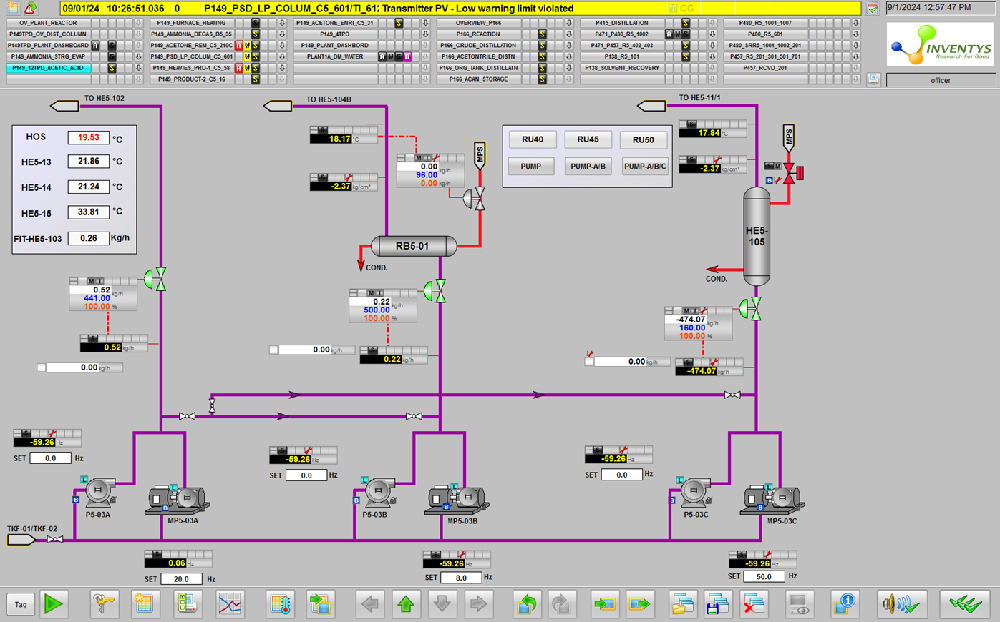 09/01/24 10:26:51.036 0 P149_PSD_LP_COLUM_C5_601/TI_612 Transmitter PV - Low warning limit violated CG 9/1/2024 12:57:47 PM
OV_PLANT_REACTOR P149_FURNACE_HEATING S P149_ACETONE_ENRI_C5_31 S OVERVIEW_P166 P415_DISTILLATION S P480_R5_1001_1007
P149TPD_OV_DIST_COLUMN P149_AMMONIA_DEGAS_B5_35 S P149_4TPD P166_REACTION S P471_P480_R5_1002 A W S P480_R5_601
P149TPD_PLANT_DASHBOARD A S P149_ACETONE_REM_C5_210C A W S P149_PLANT_DASHBORD P166_CRUDE_DISTILLATION S P471_P457_R5_402_403 P480_SRR5_1001_1002_201
P149_AMMONIA_STRG_EVAP S P149_PSD_LP_COLUM_C5_601 W S PLANT1A_DM_WATER A W S U P166_ACETONTRILE_DISTN S P138_R5_101 S P457_R5_201_301_501_701
P149_12TPD_ACETIC_ACID S P149_HEAVIES_PRD-1_C5_58 A W S P166_ORG_TANK_DISTILLATN S P138_SOLVENT_RECOVERY P457_RCVD_201
P149_PRODUCT-2_C5_16 S P166_ACAN_STORAGE S
INVENTYS
Research For Good
officer
TO HE5-102
TO HE5-104B
TO HE5-11/1
HOS 19.53 °C
HE5-13 21.86 °C
HE5-14 21.24 °C
HE5-15 33.81 °C
FIT-HE5-103 0.26 Kg/h
S
18.17 °C
S
-2.37 kg/cm²
M I
0.00
96.00 kg/h
0.00 kg/h
MPS
RU40 RU45 RU50
PUMP PUMP-A/B PUMP-A/B/C
S
17.84 °C
S
-2.37 kg/cm²
MPS
S M
B
RB5-01
COND.
HE5-
105
COND.
M I
0.52
441.00 kg/h
100.00 %
S
0.52 kg/h
0.00 kg/h
M I
0.22
500.00 kg/h
100.00 %
0.00 kg/h
S
0.22 kg/h
M I
-474.07
160.00 kg/h
100.00 %
0.00 kg/h
S
-474.07 kg/h
S
-59.26 Hz
SET 0.0 Hz
S
-59.26 Hz
SET 0.0 Hz
S
-59.26 Hz
SET 0.0 Hz
L
B
P5-03A
L
B
MP5-03A
L
B
P5-03B
L
B
MP5-03B
L
B
P5-03C
L
B
MP5-03C
TKF-01/TKF-02
S
0.06 Hz
SET 20.0 Hz
S
-59.26 Hz
SET 8.0 Hz
S
-59.26 Hz
SET 50.0 Hz
Tag